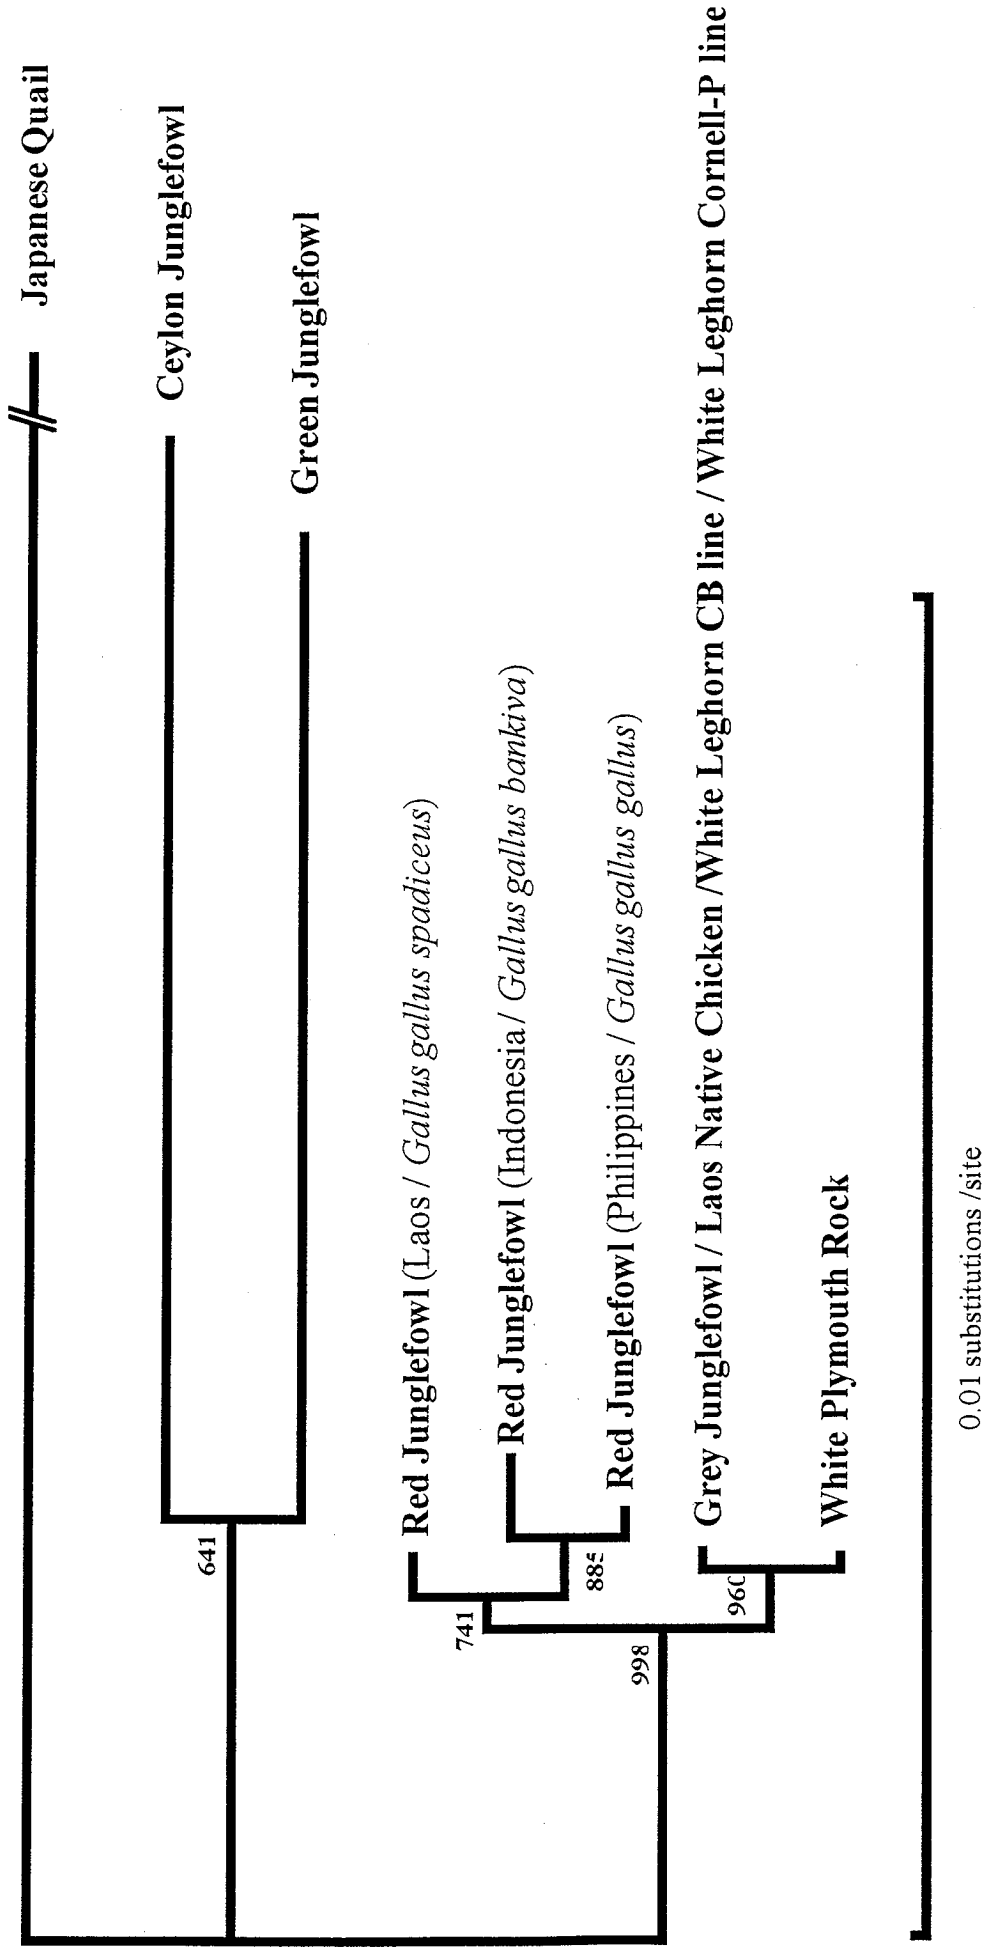 Japanese Quail
Ceylon Junglefowl
Green Junglefowl
641
Red Junglefowl (Laos / Gallus gallus spadiceus)
741
Red Junglefowl (Indonesia/ Gallus gallus bankiva)
885
Red Junglefowl (Philippines / Gallus gallus gallus)
998
Grey Junglefowl / Laos Native Chicken /White Leghorn CB line / White Leghorn Cornell-P line
960
White Plymouth Rock
0.01 substitutions /site